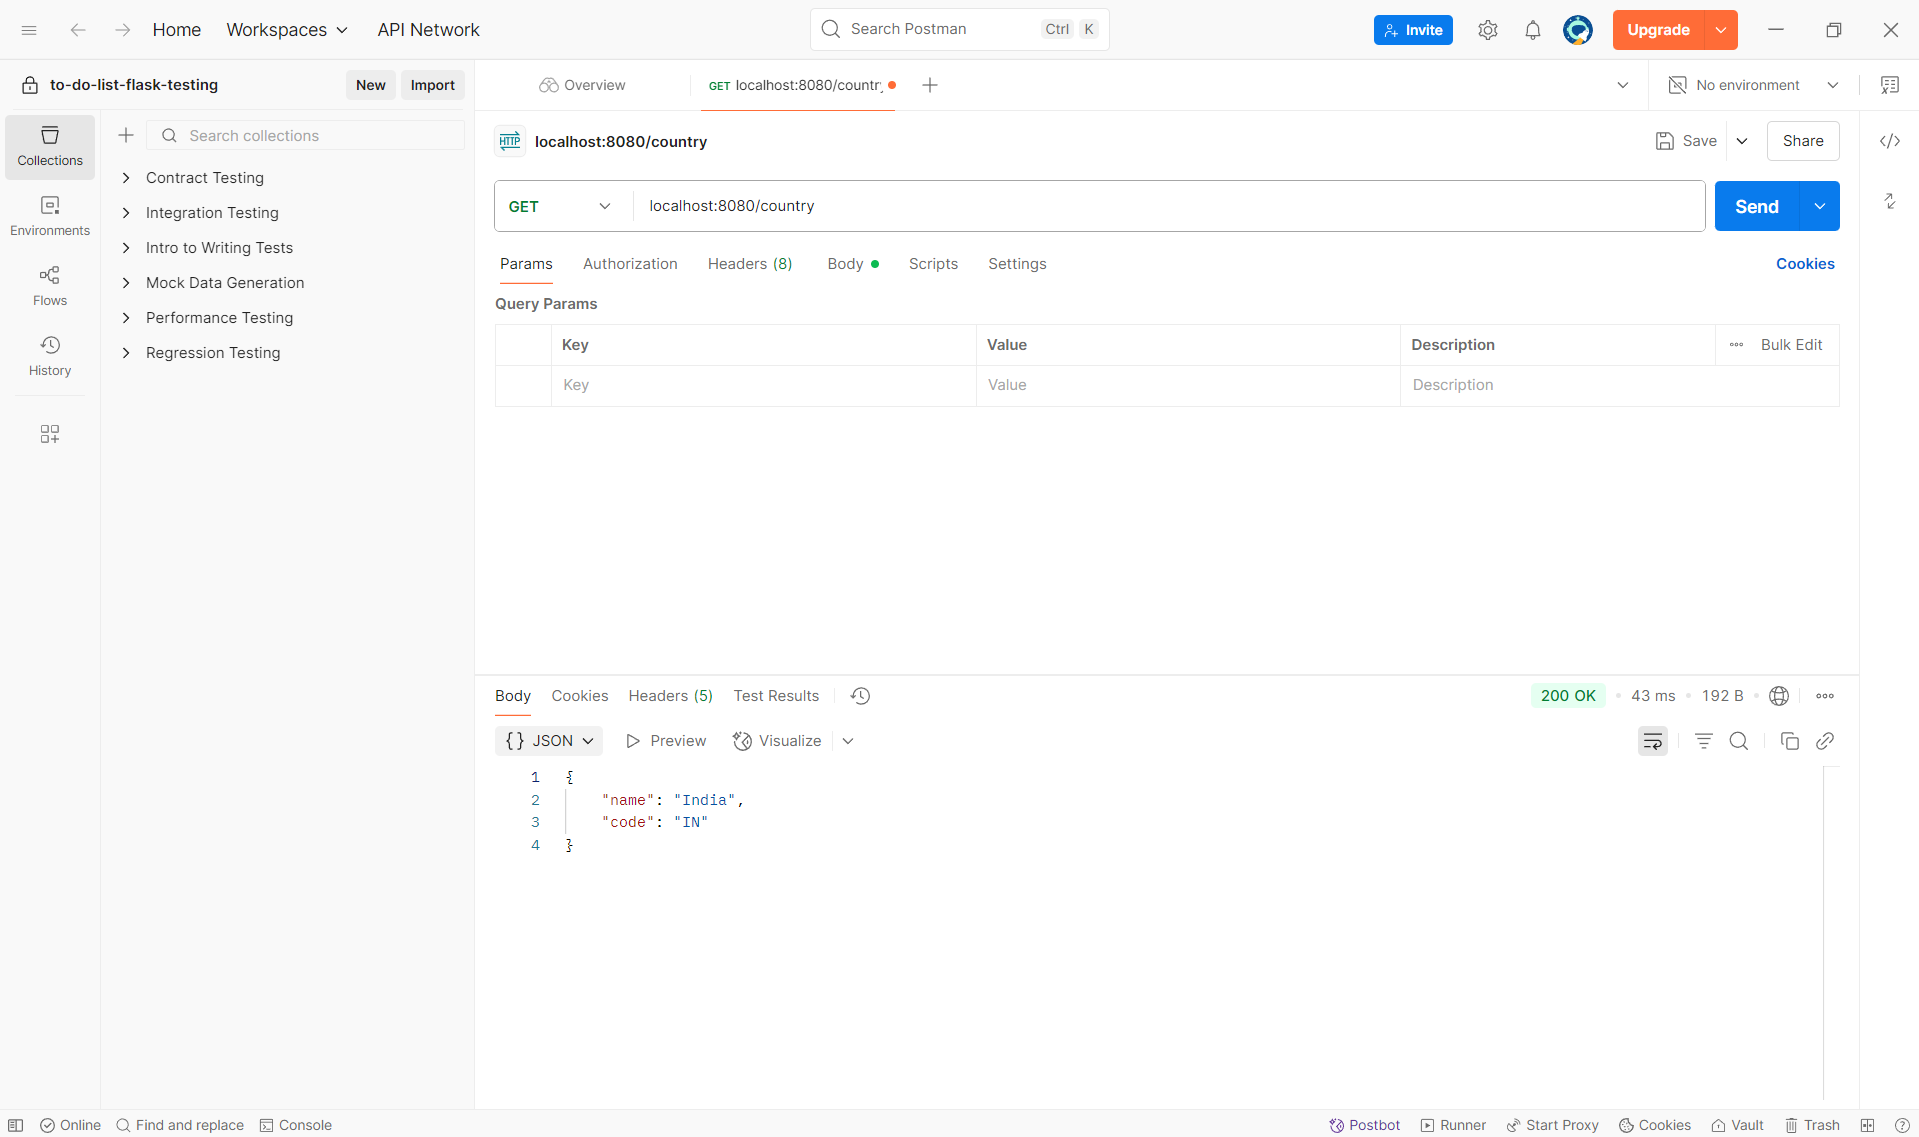 Home Workspaces API Network Search Postman Ctrl K Invite Upgrade
to-do-list-flask-testing New Import Overview GET localhost:8080/countr No environment
Collections
Environments
Flows
History
Search collections
Contract Testing
Integration Testing
Intro to Writing Tests
Mock Data Generation
Performance Testing
Regression Testing
HTTP localhost:8080/country Save Share
GET localhost:8080/country Send
Params Authorization Headers (8) Body Scripts Settings Cookies
Query Params
Key Value Description Bulk Edit
Key Value Description
Body Cookies Headers (5) Test Results 200 OK 43 ms 192 B
{} JSON Preview Visualize
1 {
2 "name": "India",
3 "code": "IN"
4 }
Online Find and replace Console Postbot Runner Start Proxy Cookies Vault Trash